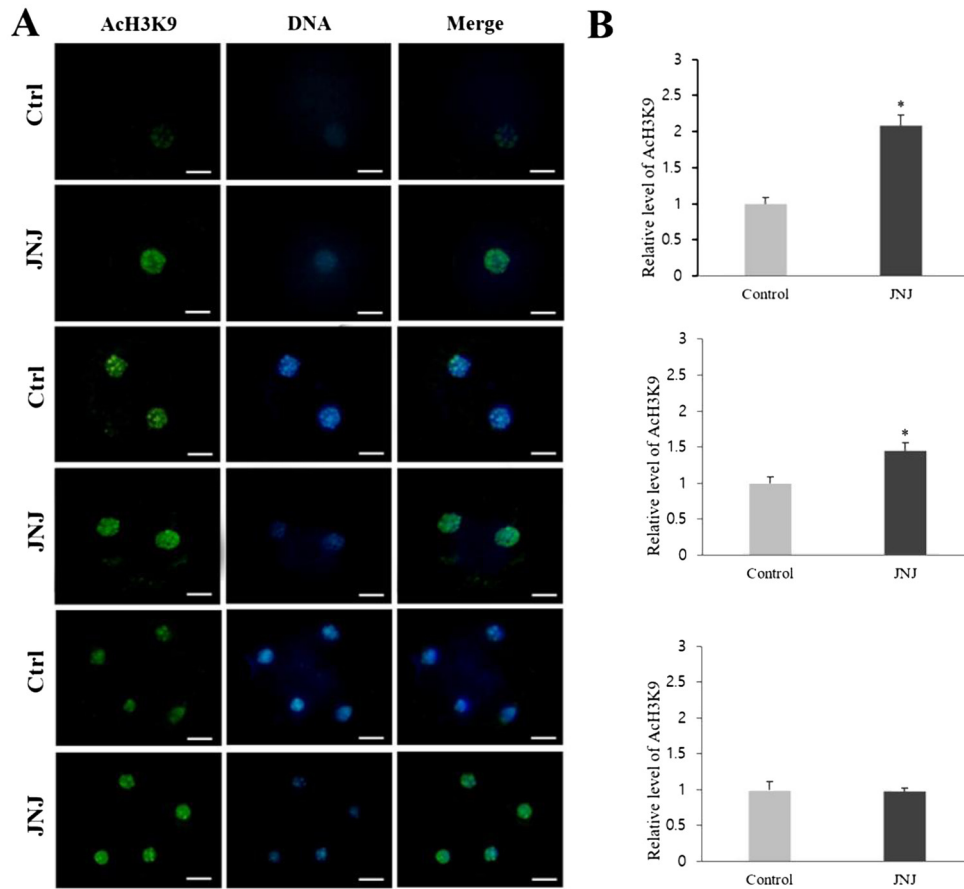 A
AcH3K9 DNA Merge
Ctrl
JNJ
Ctrl
JNJ
Ctrl
JNJ
B
Relative level of AcH3K9
3
2.5
2
1.5
1
0.5
0
*
Control JNJ
Relative level of AcH3K9
3
2.5
2
1.5
1
0.5
0
*
Control JNJ
Relative level of AcH3K9
3
2.5
2
1.5
1
0.5
0
Control JNJ